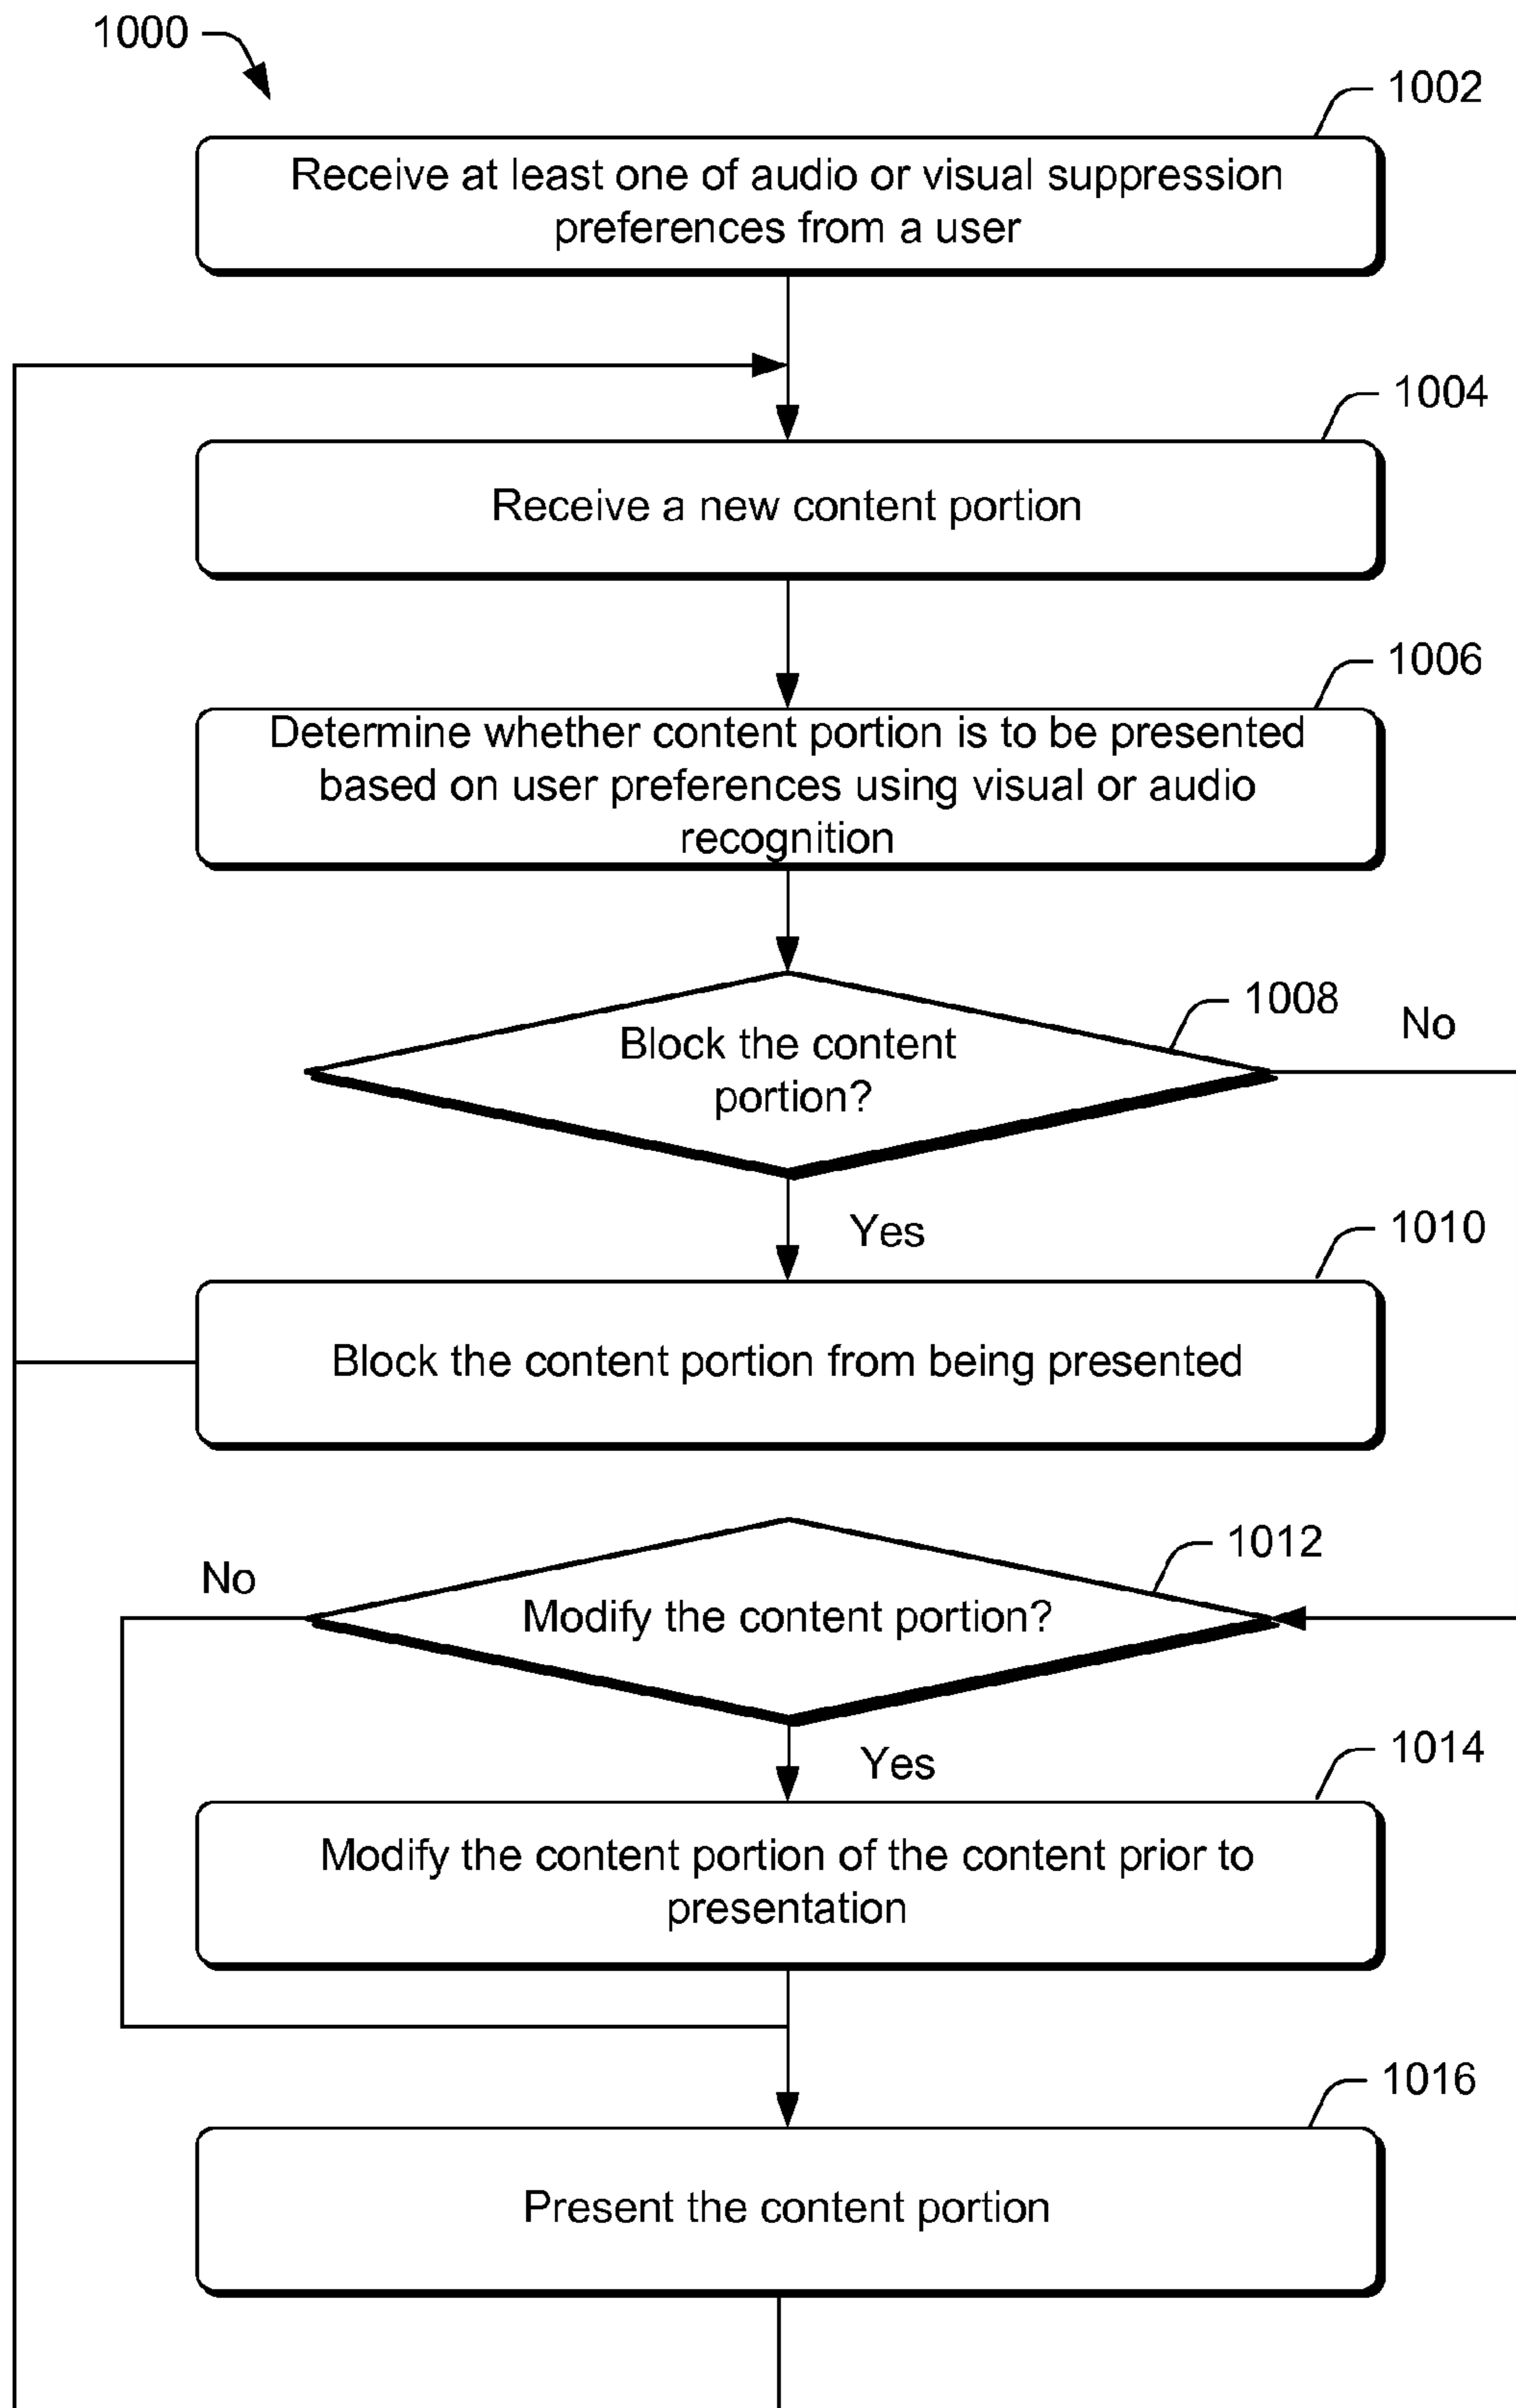 1000
1002
Receive at least one of audio or visual suppression
preferences from a user
1004
Receive a new content portion
1006
Determine whether content portion is to be presented
based on user preferences using visual or audio
recognition
1008
No
Block the content
portion?
Yes
1010
Block the content portion from being presented
1012
No
Modify the content portion?
Yes
1014
Modify the content portion of the content prior to
presentation
1016
Present the content portion